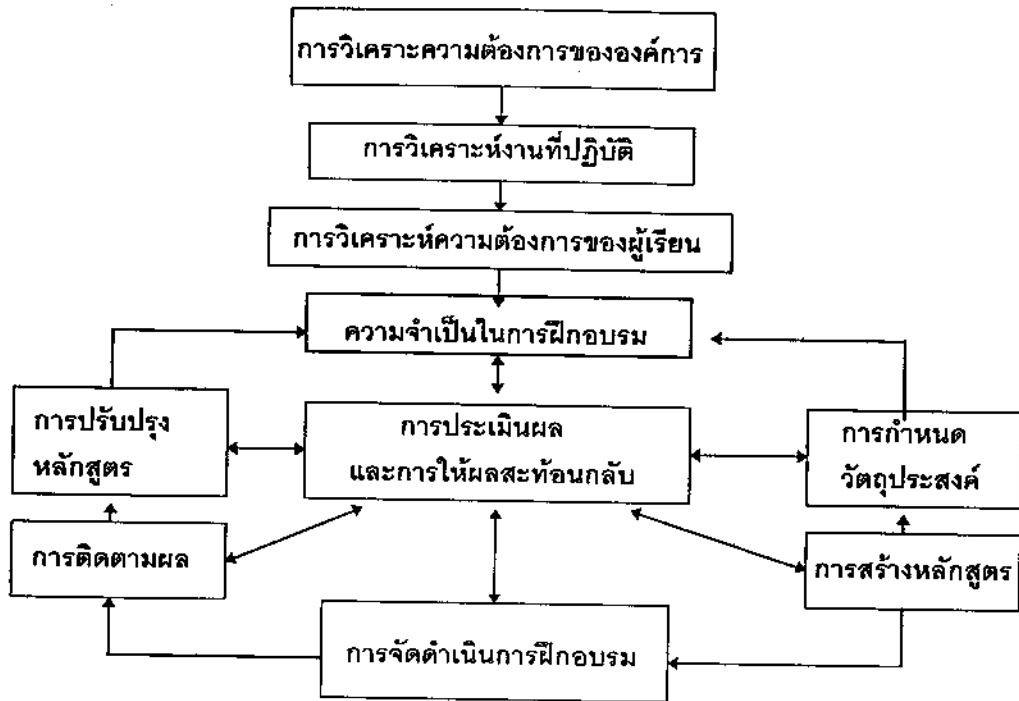 การวิเคราะความต้องการขององค์การ
การวิเคราะห์งานที่ปฏิบัติ
การวิเคราะห์ความต้องการของผู้เรียน
ความจำเป็นในการฝึกอบรม
การปรับปรุง
หลักสูตร
การประเมินผล
และการให้ผลสะท้อนกลับ
การกำหนด
วัตถุประสงค์
การติดตามผล
การสร้างหลักสูตร
การจัดดำเนินการฝึกอบรม